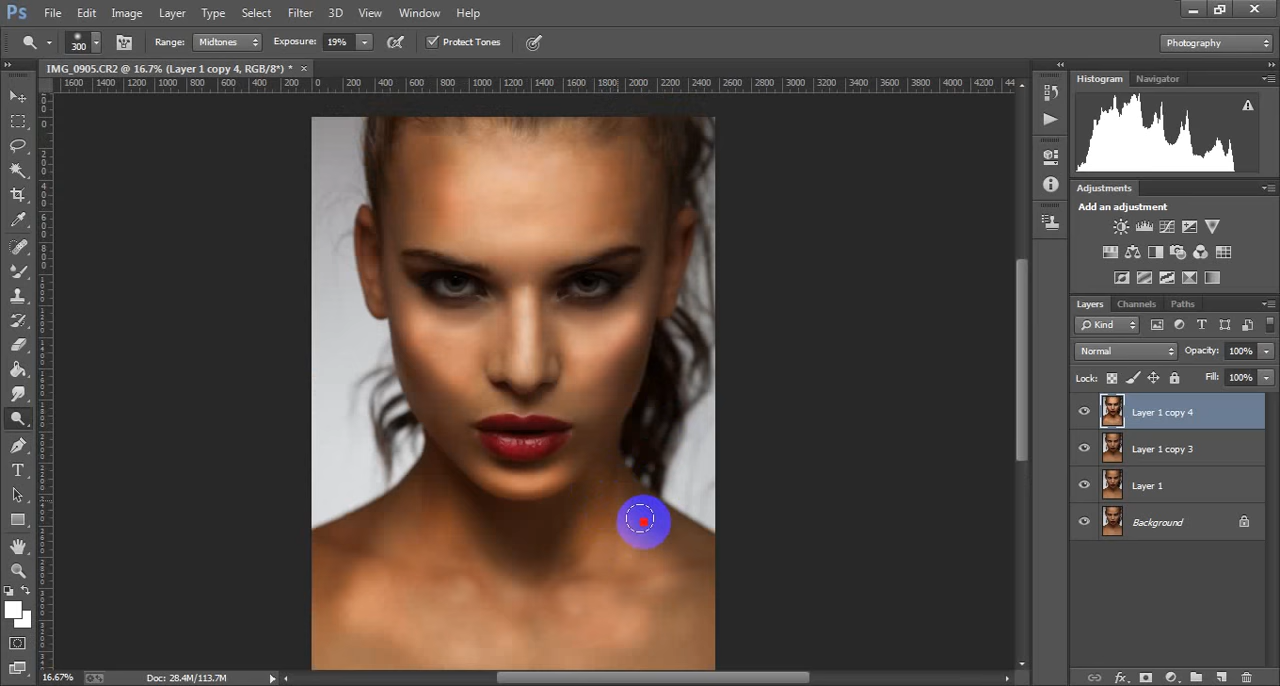 Ps File Edit Image Layer Type Select Filter 3D View Window Help
300 Range: Midtones Exposure: 19% Protect Tones Photography
IMG_0905.CR2 @ 16.7% (Layer 1 copy 4, RGB/8*) * ×
1600 1400 1200 1000 800 600 400 200 0 200 400 600 800 1000 1200 1400 1600 1800 2000 2200 2400 2600 2800 3000 3200 3400 3600 3800 4000 4200 44
Histogram Navigator
Adjustments
Add an adjustment
Layers Channels Paths
Kind
Normal Opacity: 100%
Lock: Fill: 100%
Layer 1 copy 4
Layer 1 copy 3
Layer 1
Background
16.67% Doc: 28.4M/113.7M